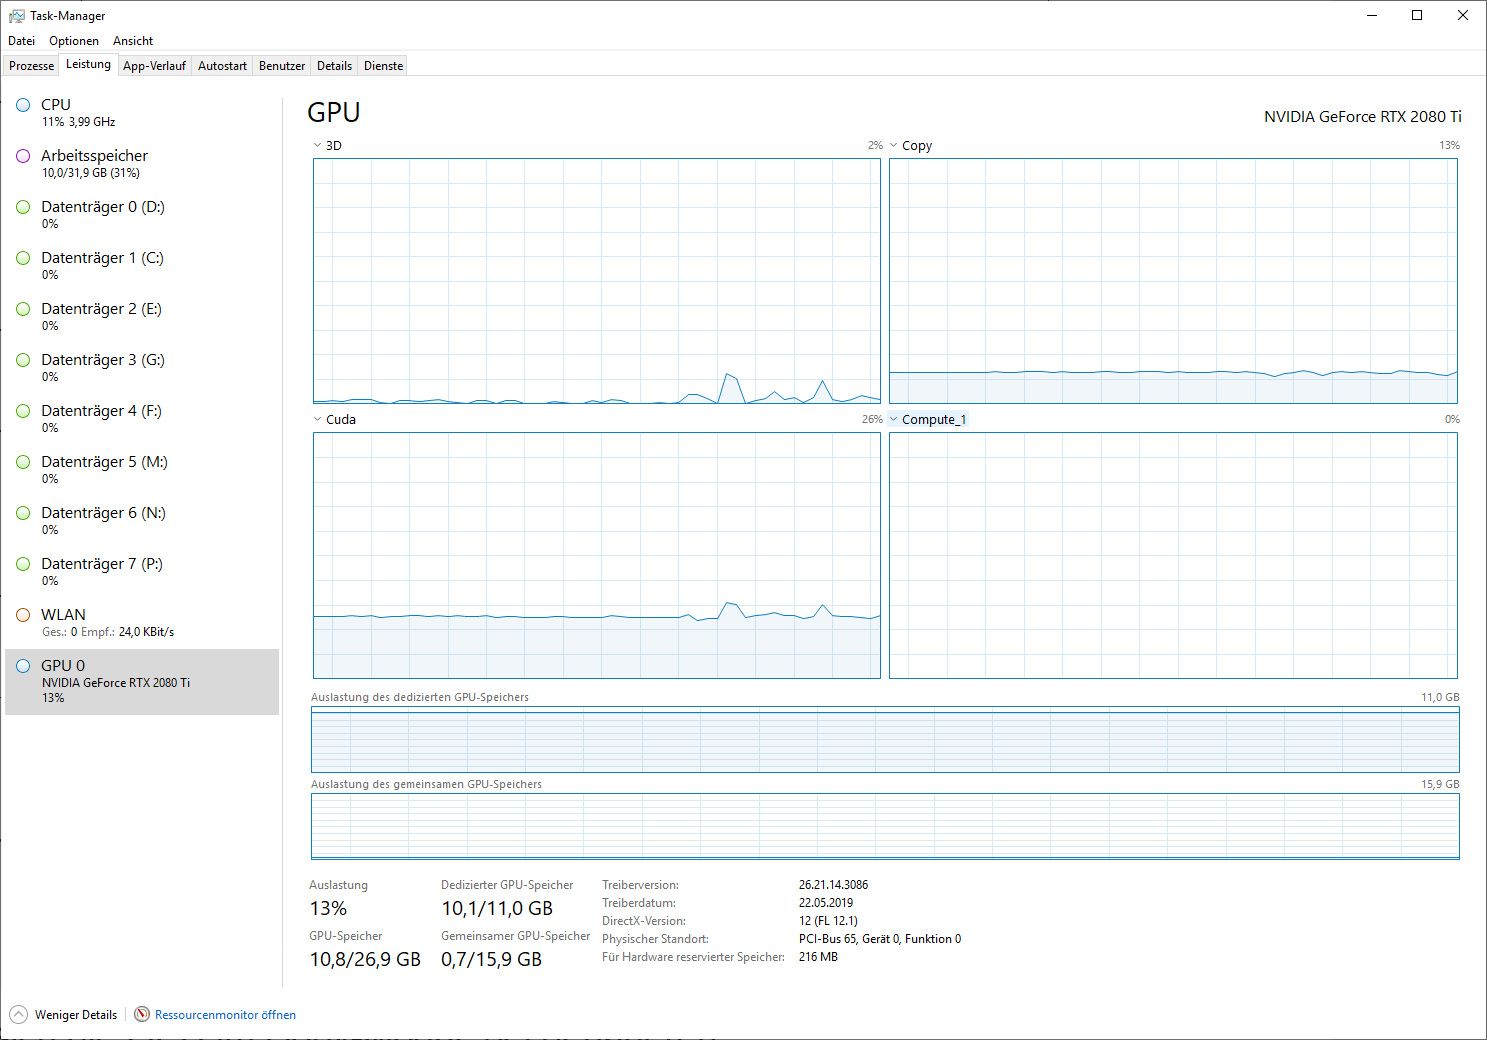 Task-Manager
Datei Optionen Ansicht
Prozesse Leistung App-Verlauf Autostart Benutzer Details Dienste
CPU
11% 3,99 GHz
Arbeitsspeicher
10,0/31,9 GB (31%)
Datenträger 0 (D:)
0%
Datenträger 1 (C:)
0%
Datenträger 2 (E:)
0%
Datenträger 3 (G:)
0%
Datenträger 4 (F:)
0%
Datenträger 5 (M:)
0%
Datenträger 6 (N:)
0%
Datenträger 7 (P:)
0%
WLAN
Ges.: 0 Empf.: 24,0 KBit/s
GPU 0
NVIDIA GeForce RTX 2080 Ti
13%
GPU
NVIDIA GeForce RTX 2080 Ti
3D 2%
Copy 13%
Cuda 26%
Compute_1 0%
Auslastung des dedizierten GPU-Speichers 11,0 GB
Auslastung des gemeinsamen GPU-Speichers 15,9 GB
Auslastung
13%
Dedizierter GPU-Speicher
10,1/11,0 GB
GPU-Speicher
10,8/26,9 GB
Gemeinsamer GPU-Speicher
0,7/15,9 GB
Treiberversion: 26.21.14.3086
Treiberdatum: 22.05.2019
DirectX-Version: 12 (FL 12.1)
Physischer Standort: PCI-Bus 65, Gerät 0, Funktion 0
Für Hardware reservierter Speicher: 216 MB
Weniger Details
Ressourcenmonitor öffnen